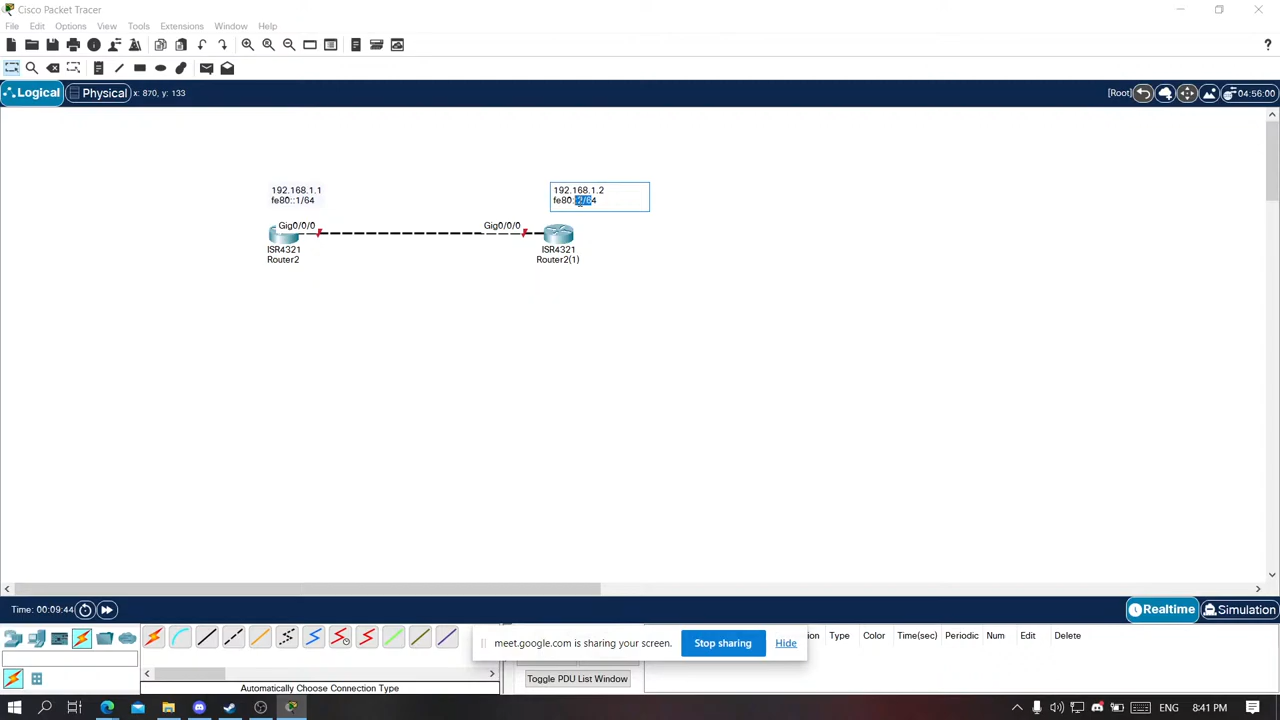 Cisco Packet Tracer
File Edit Options View Tools Extensions Window Help
Logical Physical x: 870, y: 133 [Root] 04:56:00
192.168.1.1
fe80::1/64
192.168.1.2
fe80::2/64
Gig0/0/0 Gig0/0/0
ISR4321
Router2
ISR4321
Router2(1)
Time: 00:09:44 Realtime Simulation
Type Color Time(sec) Periodic Num Edit Delete
meet.google.com is sharing your screen. Stop sharing Hide
Toggle PDU List Window
Automatically Choose Connection Type
ENG 8:41 PM